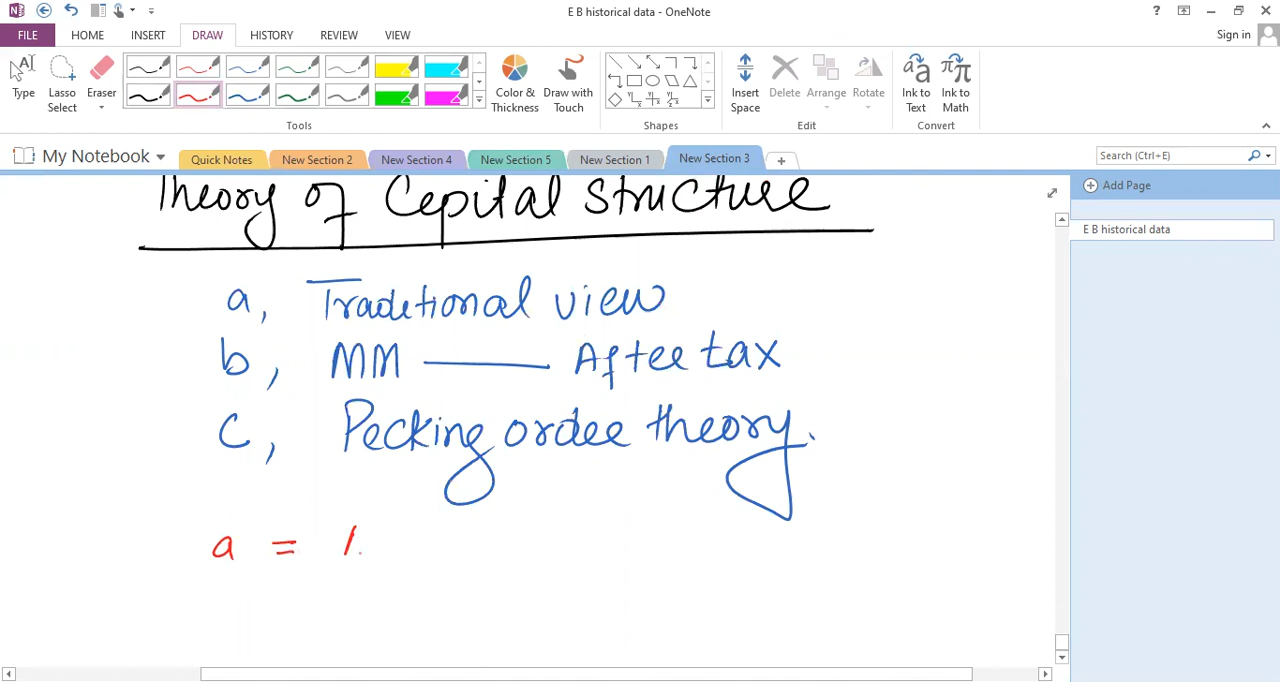 E B historical data - OneNote
FILE HOME INSERT DRAW HISTORY REVIEW VIEW Sign in
Type Lasso Select Eraser Color & Thickness Draw with Touch Insert Space Delete Arrange Rotate Ink to Text Ink to Math
Tools Shapes Edit Convert
My Notebook Quick Notes New Section 2 New Section 4 New Section 5 New Section 1 New Section 3 Search (Ctrl+E)
Add Page
E B historical data
Theory of Cepital structure
a, Traditional view
b, MM —— After tax
c, Pecking order theory.
a =